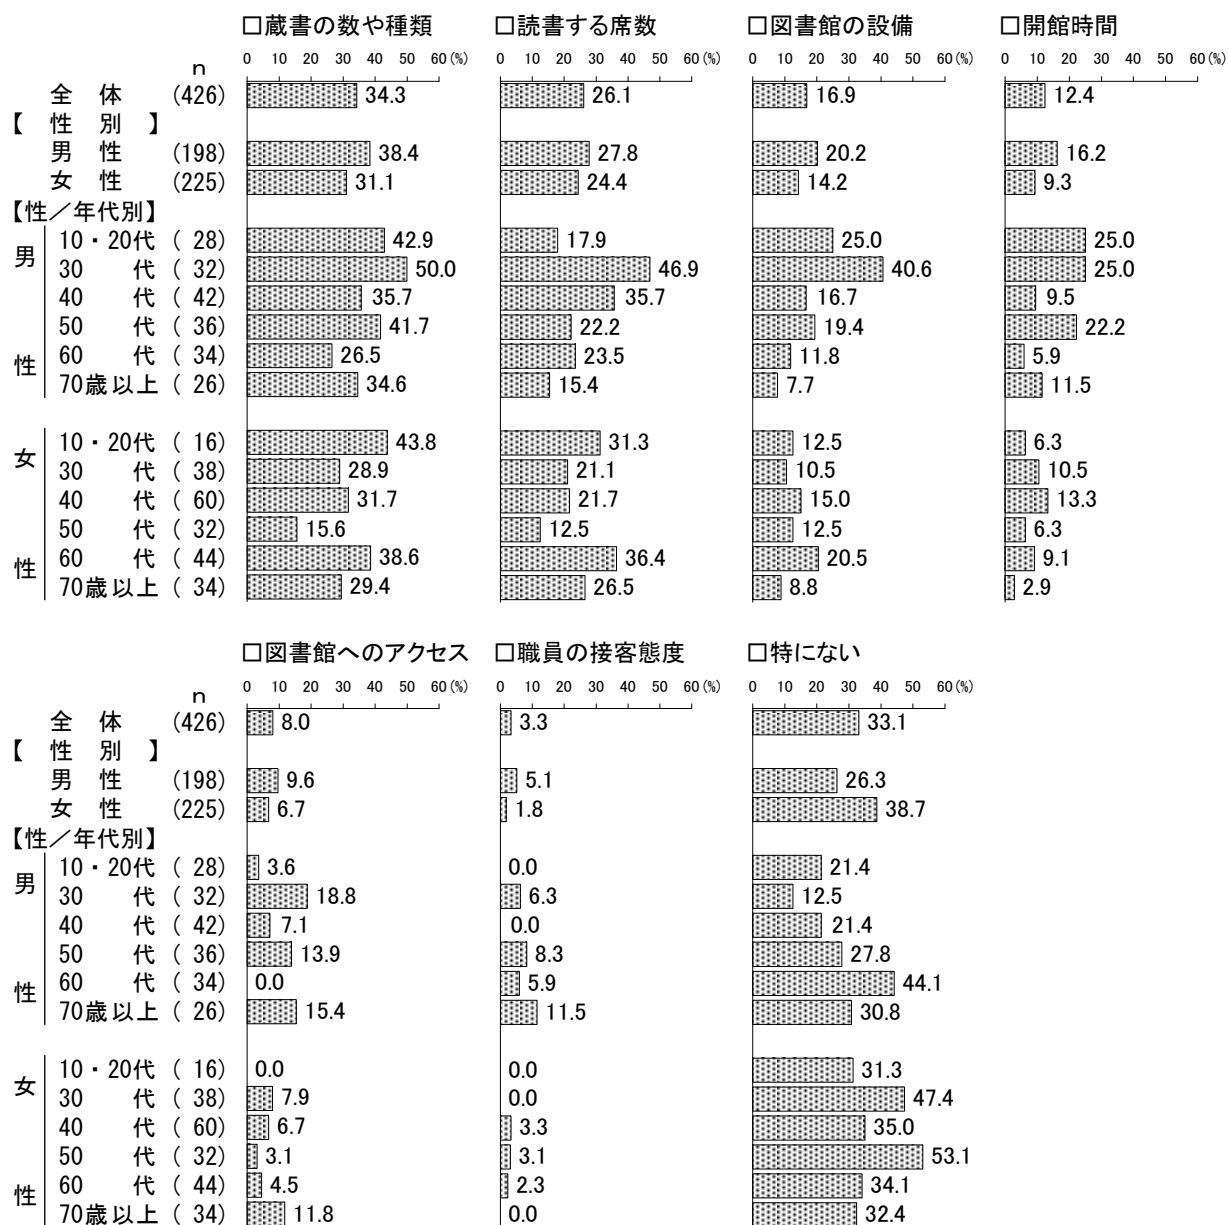 □蔵書の数や種類 □読書する席数 □図書館の設備 □開館時間
n 0 10 20 30 40 50 60(%) 0 10 20 30 40 50 60(%) 0 10 20 30 40 50 60(%) 0 10 20 30 40 50 60(%)
全 体 (426) 34.3 26.1 16.9 12.4
【 性 別 】
男 性 (198) 38.4 27.8 20.2 16.2
女 性 (225) 31.1 24.4 14.2 9.3
【性/年代別】
男性
10・20代 ( 28) 42.9 17.9 25.0 25.0
30 代 ( 32) 50.0 46.9 40.6 25.0
40 代 ( 42) 35.7 35.7 16.7 9.5
50 代 ( 36) 41.7 22.2 19.4 22.2
60 代 ( 34) 26.5 23.5 11.8 5.9
70歳以上 ( 26) 34.6 15.4 7.7 11.5
女性
10・20代 ( 16) 43.8 31.3 12.5 6.3
30 代 ( 38) 28.9 21.1 10.5 10.5
40 代 ( 60) 31.7 21.7 15.0 13.3
50 代 ( 32) 15.6 12.5 12.5 6.3
60 代 ( 44) 38.6 36.4 20.5 9.1
70歳以上 ( 34) 29.4 26.5 8.8 2.9
□図書館へのアクセス □職員の接客態度 □特にない
n 0 10 20 30 40 50 60(%) 0 10 20 30 40 50 60(%) 0 10 20 30 40 50 60(%)
全 体 (426) 8.0 3.3 33.1
【 性 別 】
男 性 (198) 9.6 5.1 26.3
女 性 (225) 6.7 1.8 38.7
【性/年代別】
男性
10・20代 ( 28) 3.6 0.0 21.4
30 代 ( 32) 18.8 6.3 12.5
40 代 ( 42) 7.1 0.0 21.4
50 代 ( 36) 13.9 8.3 27.8
60 代 ( 34) 0.0 5.9 44.1
70歳以上 ( 26) 15.4 11.5 30.8
女性
10・20代 ( 16) 0.0 0.0 31.3
30 代 ( 38) 7.9 0.0 47.4
40 代 ( 60) 6.7 3.3 35.0
50 代 ( 32) 3.1 3.1 53.1
60 代 ( 44) 4.5 2.3 34.1
70歳以上 ( 34) 11.8 0.0 32.4